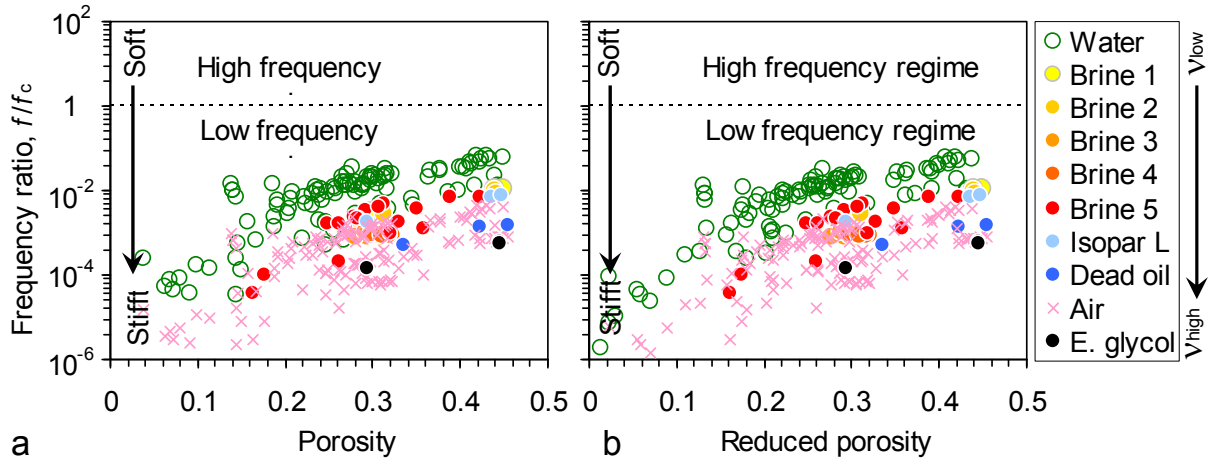 Frequency ratio, f/fc
10²
1
10⁻²
10⁻⁴
10⁻⁶
Soft
Stifft
High frequency
Low frequency
0
0.1
0.2
0.3
0.4
0.5
Porosity
a
Soft
Stifft
High frequency regime
Low frequency regime
0
0.1
0.2
0.3
0.4
0.5
Reduced porosity
b
Water
Brine 1
Brine 2
Brine 3
Brine 4
Brine 5
Isopar L
Dead oil
Air
E. glycol
νlow
νhigh